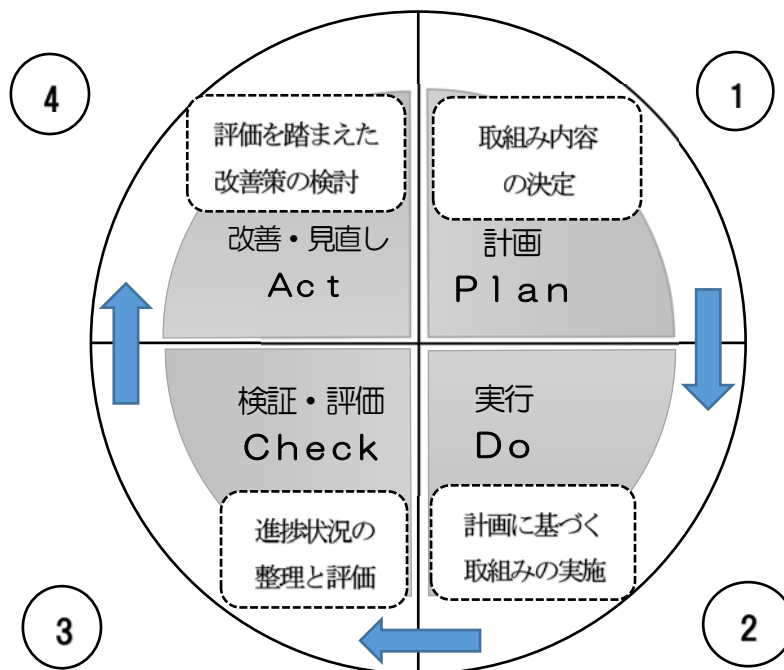 1
取組み内容
の決定
計画
Plan
2
実行
Do
計画に基づく
取組みの実施
3
検証・評価
Check
進捗状況の
整理と評価
4
評価を踏まえた
改善策の検討
改善・見直し
Act